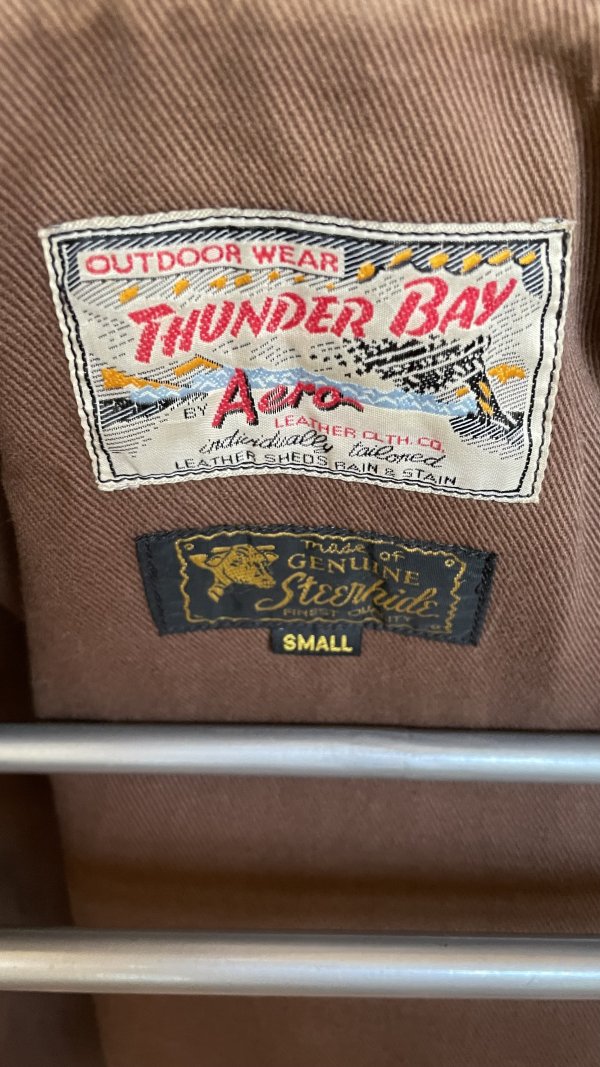 OUTDOOR WEAR
THUNDER BAY
BY Aero
LEATHER CLTH. CO.
individually tailored
LEATHER SHEDS RAIN & STAIN
made of
GENUINE
Steerhide
FINEST QUALITY
SMALL